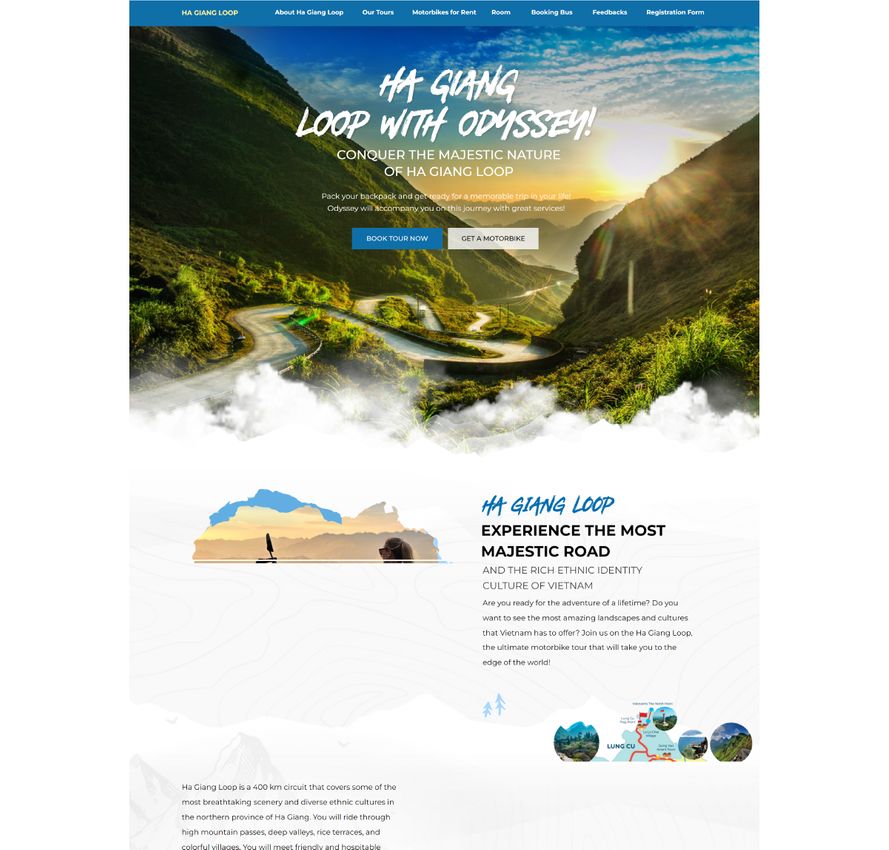 HA GIANG LOOP
About Ha Giang Loop
Our Tours
Motorbikes for Rent
Room
Booking Bus
Feedbacks
Registration Form
HA GIANG
LOOP WITH ODYSSEY!
CONQUER THE MAJESTIC NATURE
OF HA GIANG LOOP
Pack your backpack and get ready for a memorable trip in your life!
Odyssey will accompany you on this journey with great services!
BOOK TOUR NOW
GET A MOTORBIKE
HA GIANG LOOP
EXPERIENCE THE MOST
MAJESTIC ROAD
AND THE RICH ETHNIC IDENTITY
CULTURE OF VIETNAM
Are you ready for the adventure of a lifetime? Do you
want to see the most amazing landscapes and cultures
that Vietnam has to offer? Join us on the Ha Giang Loop,
the ultimate motorbike tour that will take you to the
edge of the world!
LUNG CU
Ha Giang Loop is a 400 km circuit that covers some of the
most breathtaking scenery and diverse ethnic cultures in
the northern province of Ha Giang. You will ride through
high mountain passes, deep valleys, rice terraces, and
colorful villages. You will meet friendly and hospitable